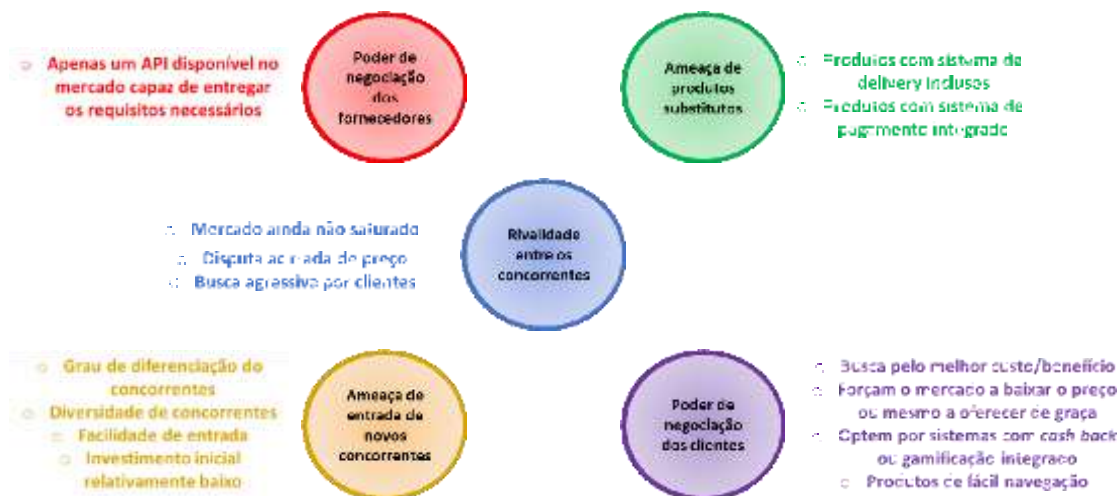 Apenas um API disponível no
mercado capaz de entregar
os requisitos necessários
Poder de
negociação
dos
fornecedores
Ameaça de
produtos
substitutos
Produtos com sistema de
delivery inclusos
Produtos com sistema de
pagamento integrado
Mercado ainda não saturado
Disputa acirrada de preço
Busca agressiva por clientes
Rivalidade
entre os
concorrentes
Grau de diferenciação do
concorrentes
Diversidade de concorrentes
Facilidade de entrada
Investimento inicial
relativamente baixo
Ameaça de
entrada de
novos
concorrentes
Poder de
negociação
dos clientes
Busca pelo melhor custo/benefício
Forçam o mercado a baixar o preço
ou mesmo a oferecer de graça
Optem por sistemas com cash back
ou gamificação integrado
Produtos de fácil navegação